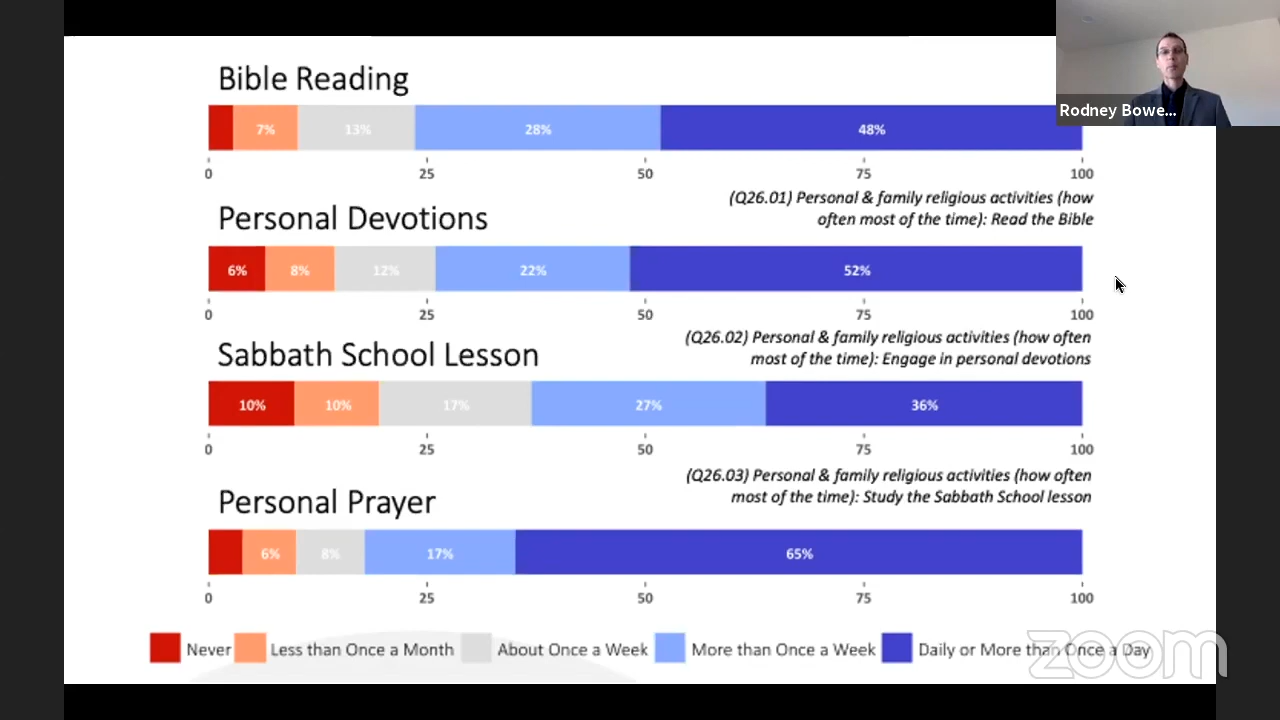 Bible Reading
Rodney Bowe...
7% 13% 28% 48%
0 25 50 75 100
(Q26.01) Personal & family religious activities (how
often most of the time): Read the Bible
Personal Devotions
6% 8% 12% 22% 52%
0 25 50 75 100
(Q26.02) Personal & family religious activities (how often
most of the time): Engage in personal devotions
Sabbath School Lesson
10% 10% 17% 27% 36%
0 25 50 75 100
(Q26.03) Personal & family religious activities (how often
most of the time): Study the Sabbath School lesson
Personal Prayer
6% 8% 17% 65%
0 25 50 75 100
Never Less than Once a Month About Once a Week More than Once a Week Daily or More than Once a Day
zoom